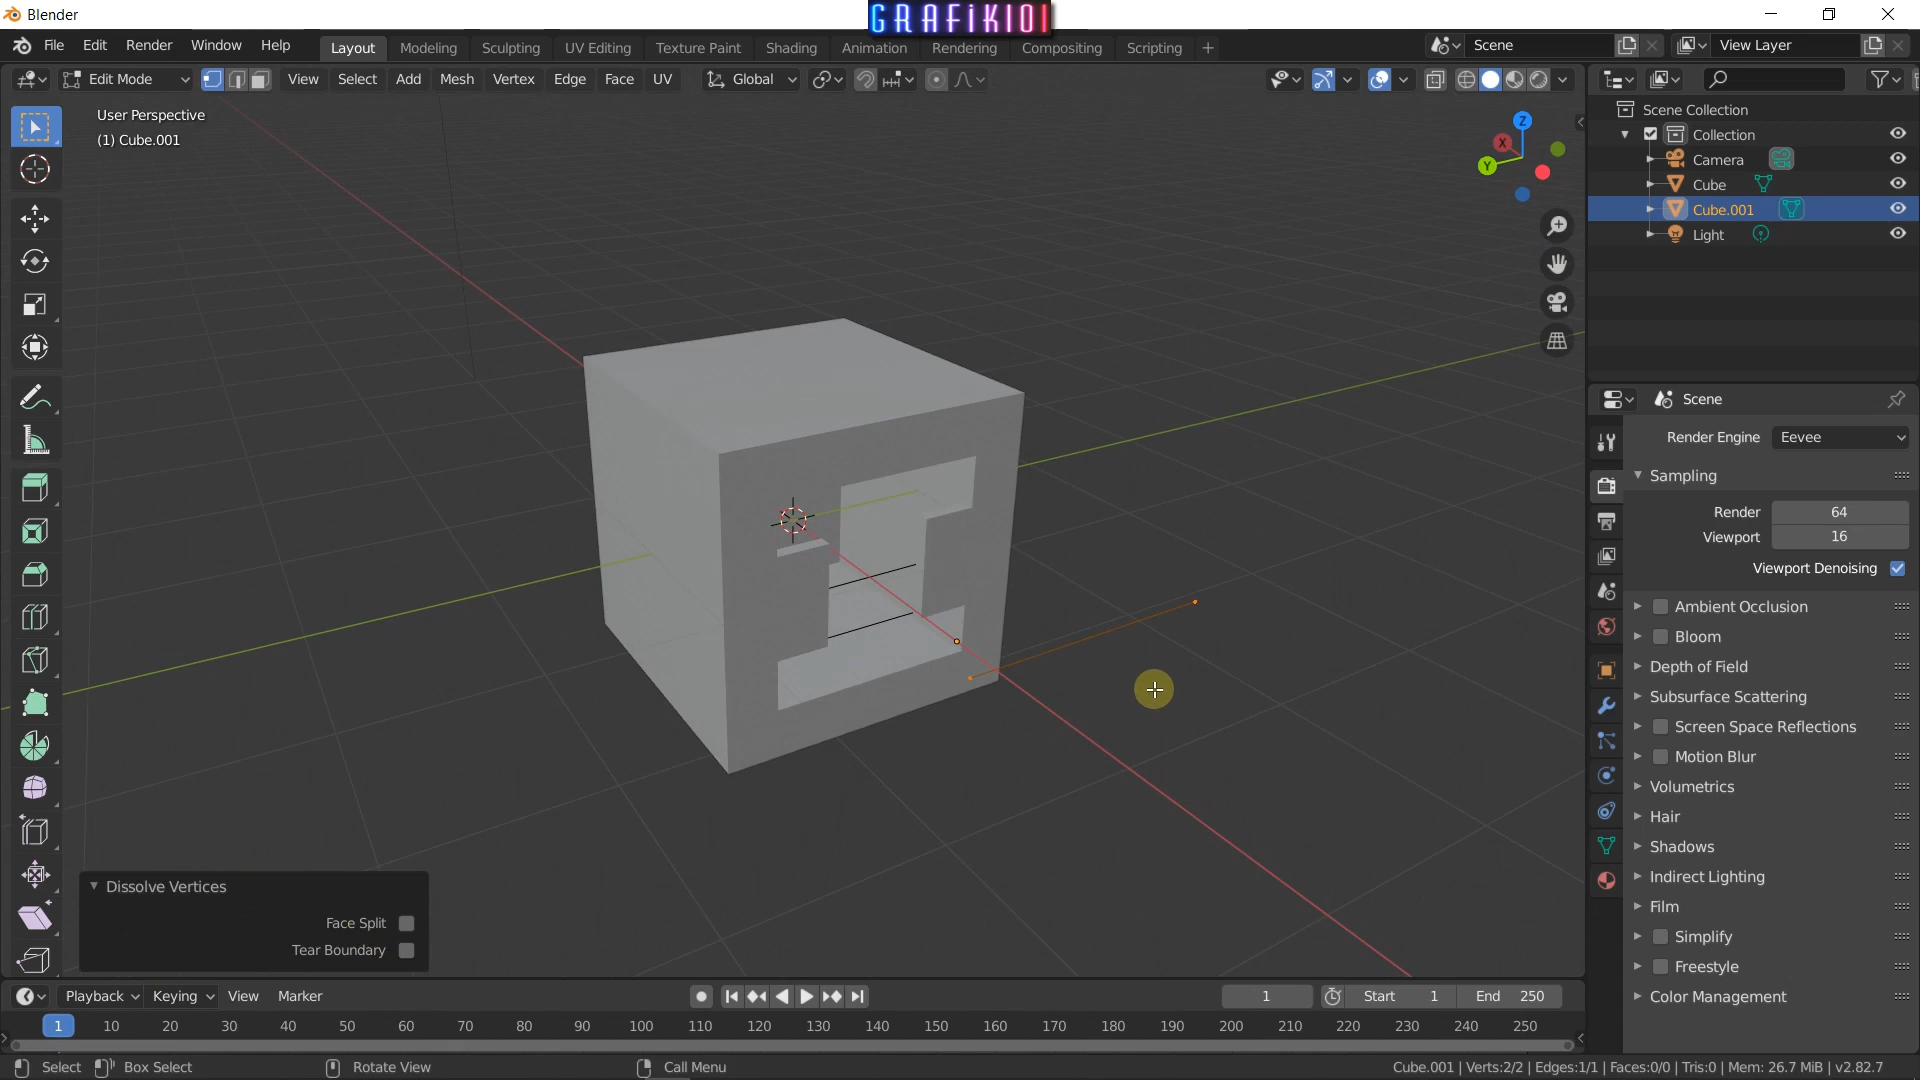 Blender
GRAFiK101
File Edit Render Window Help
Layout Modeling Sculpting UV Editing Texture Paint Shading Animation Rendering Compositing Scripting +
Scene
View Layer
Edit Mode
View Select Add Mesh Vertex Edge Face UV
Global
User Perspective
(1) Cube.001
Z
X
Y
Scene Collection
Collection
Camera
Cube
Cube.001
Light
Scene
Render Engine Eevee
Sampling
Render 64
Viewport 16
Viewport Denoising
Ambient Occlusion
Bloom
Depth of Field
Subsurface Scattering
Screen Space Reflections
Motion Blur
Volumetrics
Hair
Shadows
Indirect Lighting
Film
Simplify
Freestyle
Color Management
Dissolve Vertices
Face Split
Tear Boundary
Playback Keying View Marker
1
Start 1
End 250
1 10 20 30 40 50 60 70 80 90 100 110 120 130 140 150 160 170 180 190 200 210 220 230 240 250
Select Box Select Rotate View Call Menu
Cube.001 | Verts:2/2 | Edges:1/1 | Faces:0/0 | Tris:0 | Mem: 26.7 MiB | v2.82.7